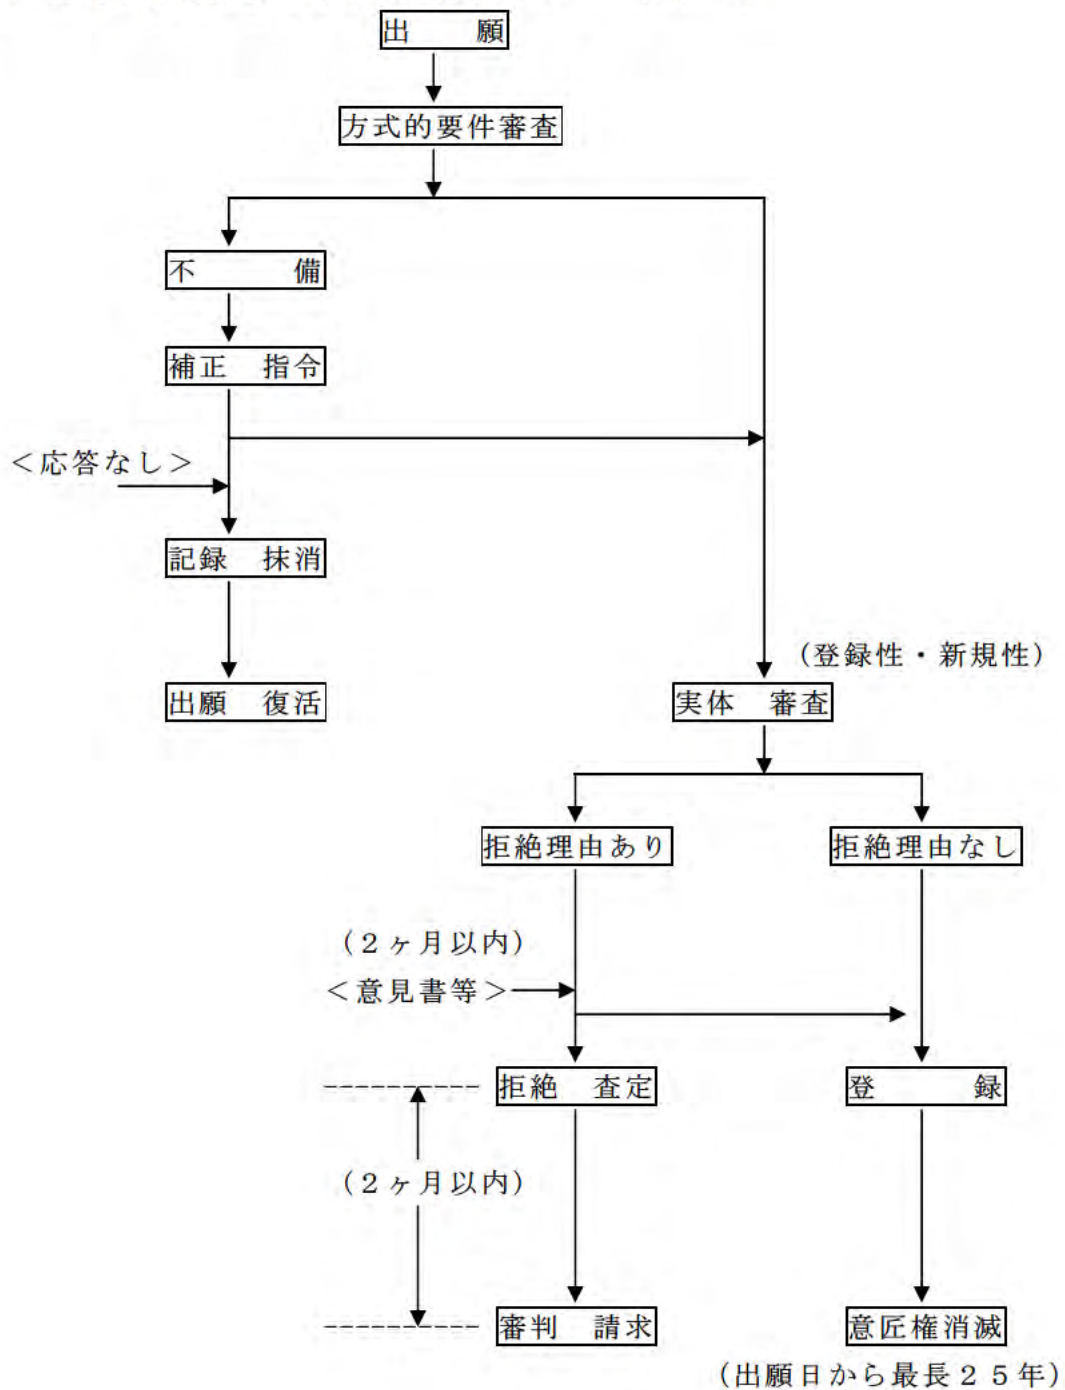 出　　願
方式的要件審査
不　　　備
補正　指令
＜応答なし＞
記録　抹消
(登録性・新規性)
出願　復活
実体　審査
拒絶理由あり
拒絶理由なし
(２ヶ月以内)
＜意見書等＞
拒絶　査定
登　　　録
(２ヶ月以内)
審判　請求
意匠権消滅
(出願日から最長２５年)